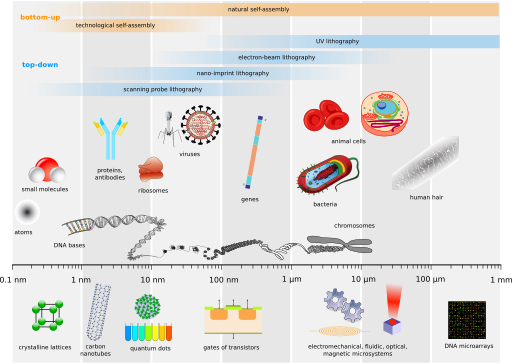 natural self-assembly
bottom-up
technological self-assembly
UV lithography
electron-beam lithography
top-down
nano-imprint lithography
scanning probe lithography
viruses
animal cells
proteins,
antibodies
small molecules
ribosomes
genes
bacteria
human hair
atoms
DNA bases
chromosomes
0.1 nm
1 nm
10 nm
100 nm
1 μm
10 μm
100 μm
1 mm
crystalline lattices
carbon
nanotubes
quantum dots
gates of transistors
electromechanical, fluidic, optical,
magnetic microsystems
DNA microarrays